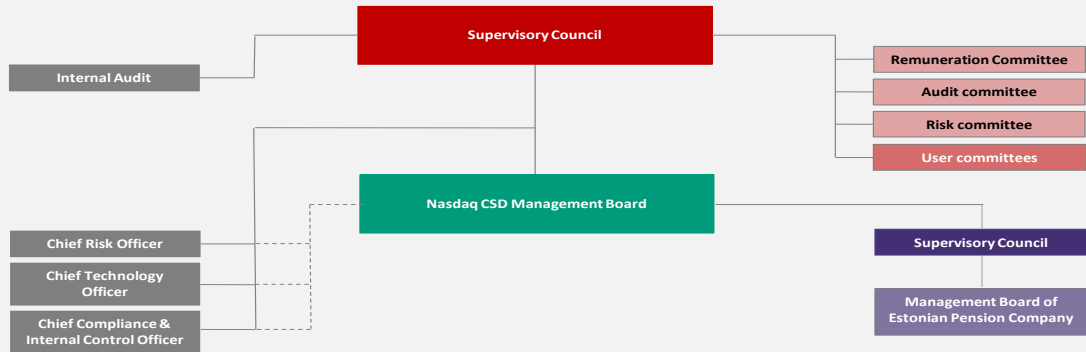 Supervisory Council
Internal Audit
Remuneration Committee
Audit committee
Risk committee
User committees
Nasdaq CSD Management Board
Chief Risk Officer
Chief Technology
Officer
Chief Compliance &
Internal Control Officer
Supervisory Council
Management Board of
Estonian Pension Company